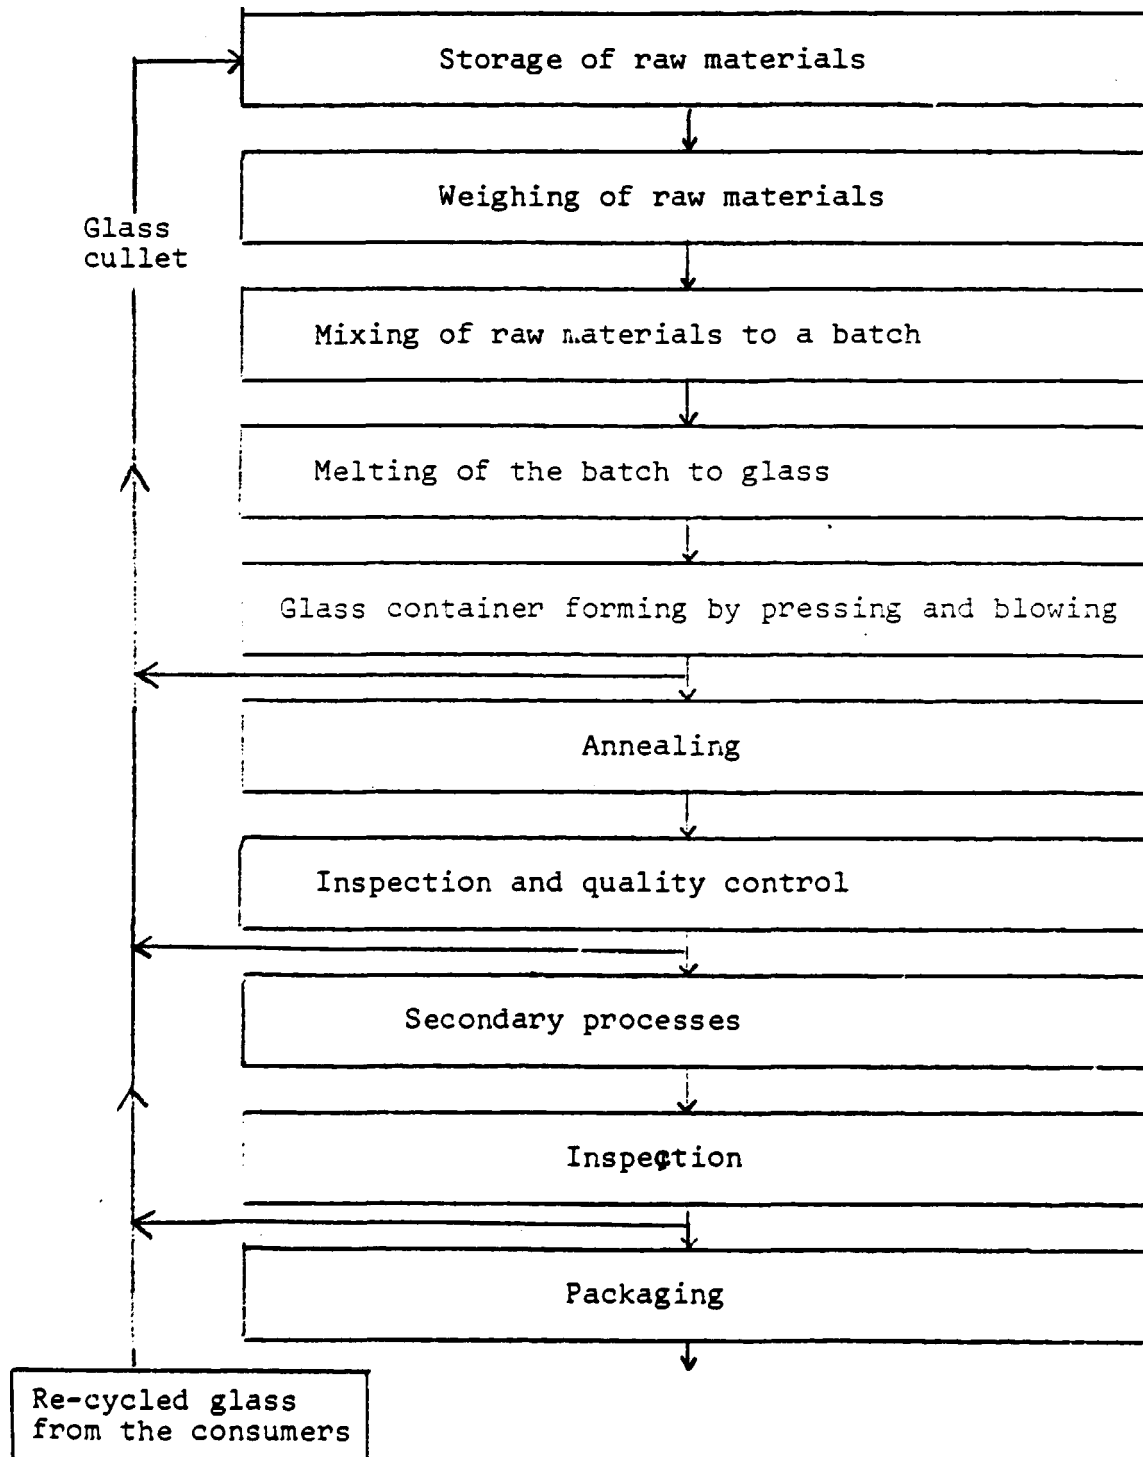 Storage of raw materials
Weighing of raw materials
Glass
cullet
Mixing of raw materials to a batch
Melting of the batch to glass
Glass container forming by pressing and blowing
Annealing
Inspection and quality control
Secondary processes
Inspection
Packaging
Re-cycled glass
from the consumers